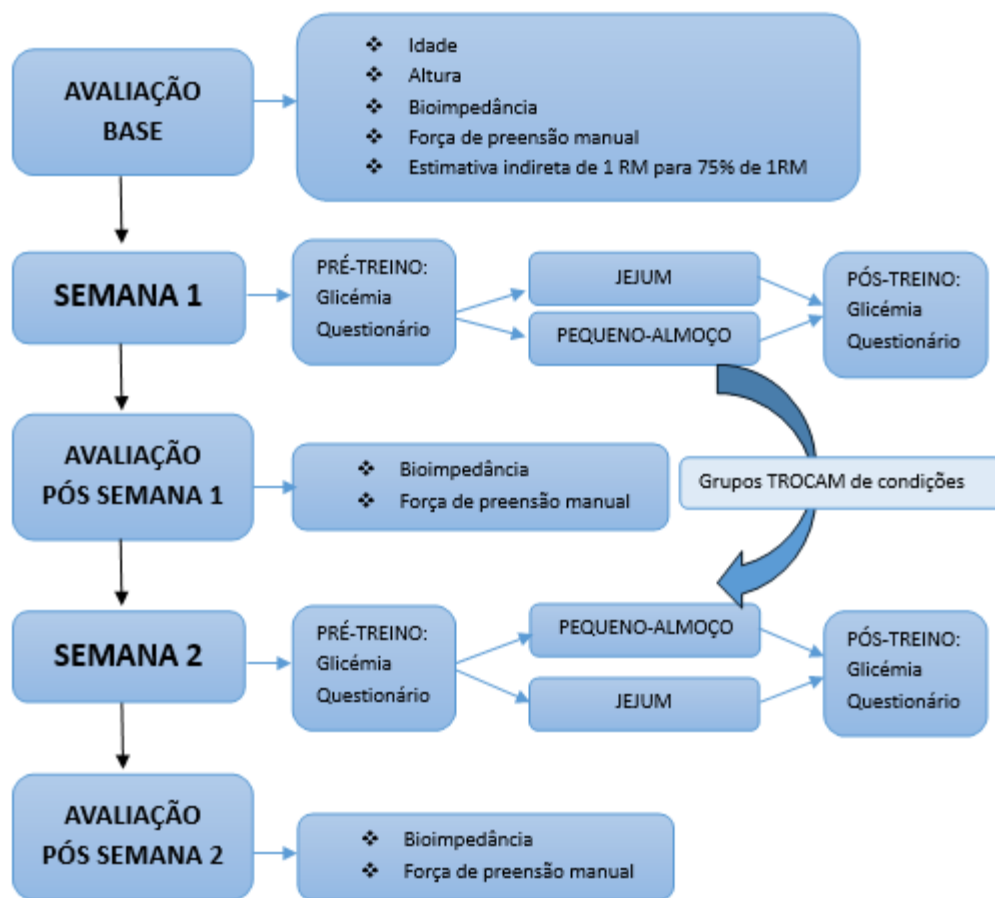 AVALIAÇÃO
BASE
❖ Idade
❖ Altura
❖ Bioimpedância
❖ Força de preensão manual
❖ Estimativa indireta de 1 RM para 75% de 1RM
SEMANA 1
PRÉ-TREINO:
Glicémia
Questionário
JEJUM
PEQUENO-ALMOÇO
PÓS-TREINO:
Glicémia
Questionário
AVALIAÇÃO
PÓS SEMANA 1
❖ Bioimpedância
❖ Força de preensão manual
Grupos TROCAM de condições
SEMANA 2
PRÉ-TREINO:
Glicémia
Questionário
PEQUENO-ALMOÇO
JEJUM
PÓS-TREINO:
Glicémia
Questionário
AVALIAÇÃO
PÓS SEMANA 2
❖ Bioimpedância
❖ Força de preensão manual